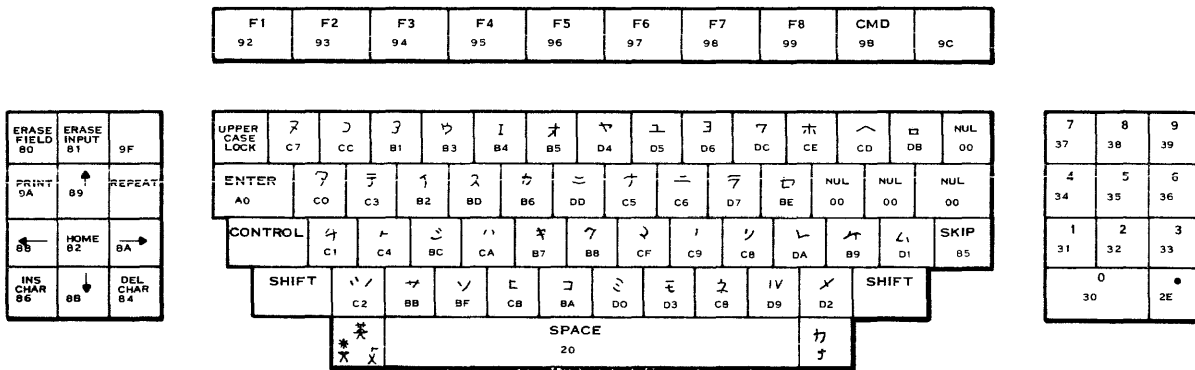 F1 F2 F3 F4 F5 F6 F7 F8 CMD
92 93 94 95 96 97 98 99 9B 9C
ERASE FIELD ERASE INPUT
80 81 9F
PRINT ↑ REPEAT
9A 89
← HOME →
82 8A
INS CHAR ↓ DEL CHAR
86 8B 84
UPPER CASE LOCK ヌ フ ア ウ エ オ ヤ ユ ヨ ワ ホ ヘ ロ NUL
C7 CC B1 B3 B4 B5 D4 D5 D6 DC CE CD DB 00
ENTER タ テ イ ス カ ン ナ ニ ラ セ NUL NUL NUL
A0 C0 C3 B2 BD B6 DD C5 C6 D7 BE 00 00 00
CONTROL チ ト シ ハ キ ク マ ノ リ レ ケ ム SKIP
C1 C4 BC CA B7 B8 CF C9 C8 DA B9 D1 85
SHIFT ツ サ ソ ヒ コ ミ モ ネ ル メ SHIFT
C2 BB BF CB BA D0 D3 C8 D9 D2
英 SPACE カナ
20
7 8 9
37 38 39
4 5 6
34 35 36
1 2 3
31 32 33
0 •
30 2E